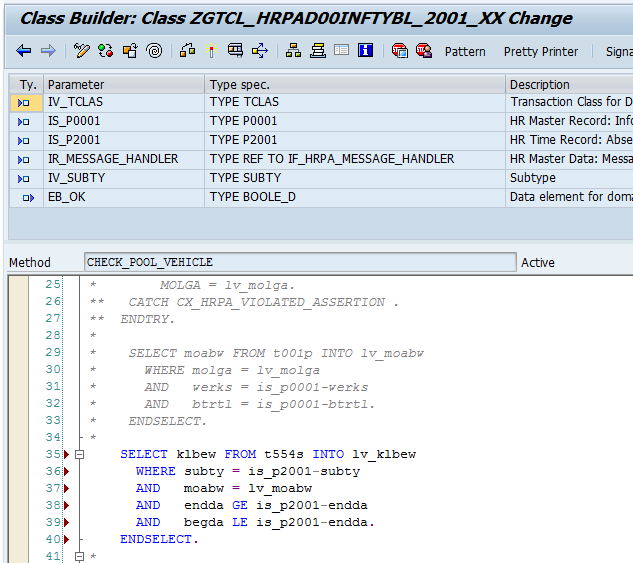 Class Builder: Class ZGTCL_HRPAD00INFTYBL_2001_XX Change
Pattern Pretty Printer Signa
Ty. Parameter Type spec. Description
IV_TCLAS TYPE TCLAS Transaction Class for D
IS_P0001 TYPE P0001 HR Master Record: Info
IS_P2001 TYPE P2001 HR Time Record: Abse
IR_MESSAGE_HANDLER TYPE REF TO IF_HRPA_MESSAGE_HANDLER HR Master Data: Messa
IV_SUBTY TYPE SUBTY Subtype
EB_OK TYPE BOOLE_D Data element for doma
Method CHECK_POOL_VEHICLE Active
25 * MOLGA = lv_molga.
26 ** CATCH CX_HRPA_VIOLATED_ASSERTION .
27 ** ENDTRY.
28 *
29 * SELECT moabw FROM t001p INTO lv_moabw
30 * WHERE molga = lv_molga
31 * AND werks = is_p0001-werks
32 * AND btrtl = is_p0001-btrtl.
33 * ENDSELECT.
34 *
35 SELECT klbew FROM t554s INTO lv_klbew
36 WHERE subty = is_p2001-subty
37 AND moabw = lv_moabw
38 AND endda GE is_p2001-endda
39 AND begda LE is_p2001-endda.
40 ENDSELECT.
41 *